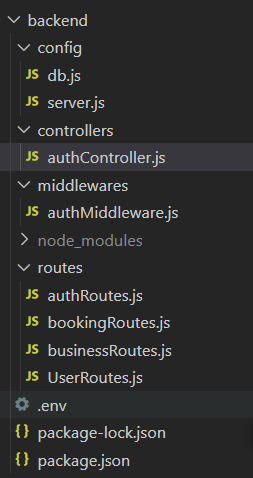 backend
config
JS db.js
JS server.js
controllers
JS authController.js
middlewares
JS authMiddleware.js
node_modules
routes
JS authRoutes.js
JS bookingRoutes.js
JS businessRoutes.js
JS UserRoutes.js
.env
{} package-lock.json
{} package.json